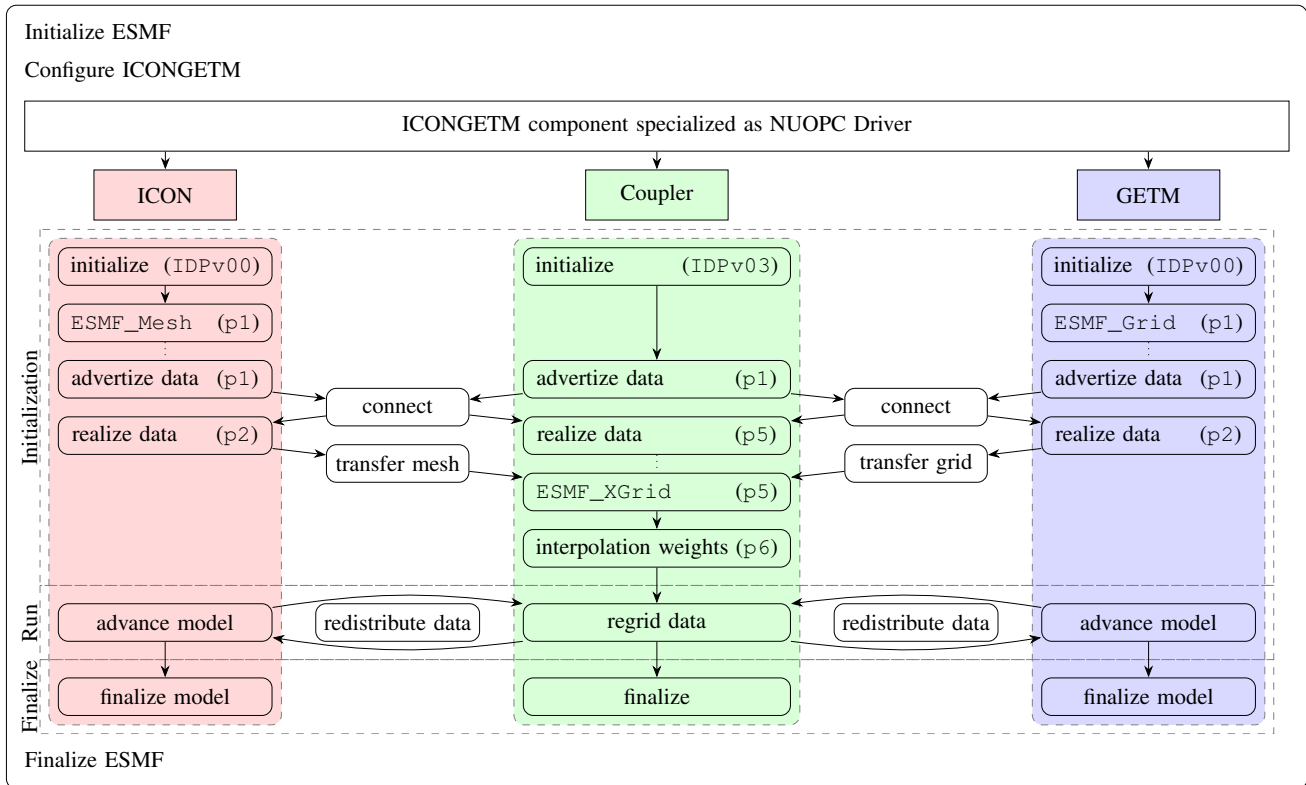 Initialize ESMF
Configure ICONGETM
ICONGETM component specialized as NUOPC Driver
ICON Coupler GETM
initialize (IDPv00) initialize (IDPv03) initialize (IDPv00)
ESMF_Mesh (p1) ESMF_Grid (p1)
advertize data (p1) advertize data (p1) advertize data (p1)
connect connect
realize data (p2) realize data (p5) realize data (p2)
transfer mesh transfer grid
ESMF_XGrid (p5)
interpolation weights (p6)
Initialization
advance model redistribute data regrid data redistribute data advance model
Run
finalize model finalize finalize model
Finalize
Finalize ESMF